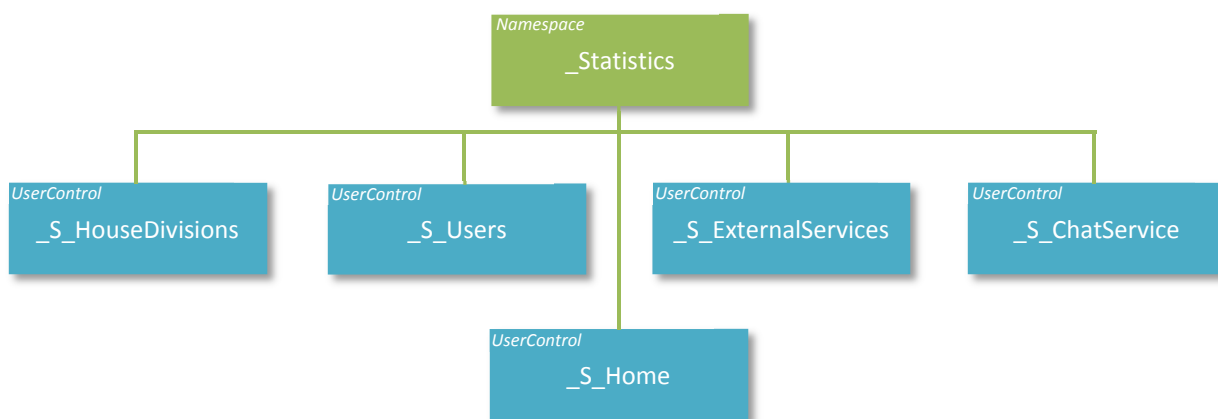 Namespace
_Statistics
UserControl
_S_HouseDivisions
UserControl
_S_Users
UserControl
_S_ExternalServices
UserControl
_S_ChatService
UserControl
_S_Home